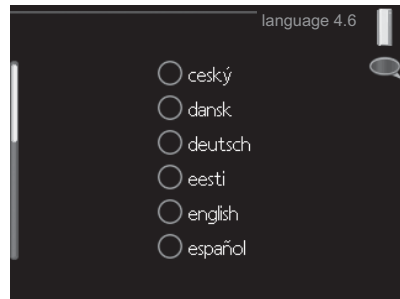 language 4.6
ceský
dansk
deutsch
eesti
english
español